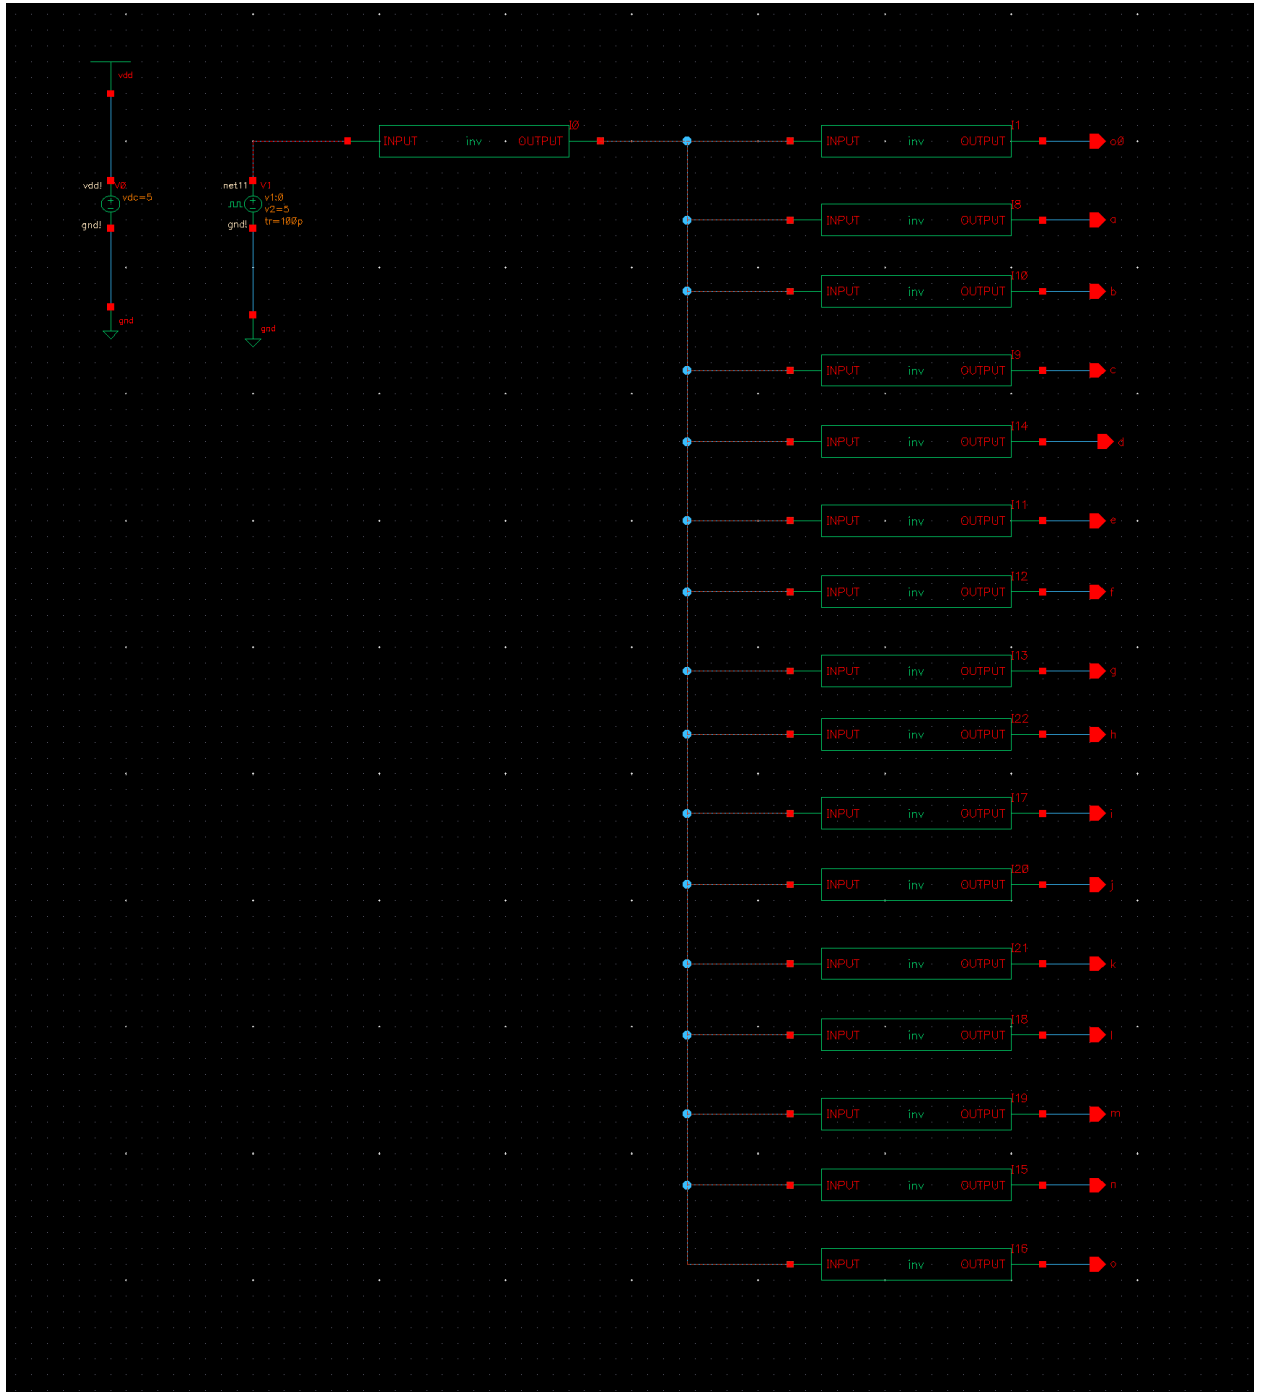 vdd
vdd! V0
vdc=5
gnd!
gnd
net11 V1
v1:0
v2=5
gnd! tr=100p
gnd
I0
INPUT inv OUTPUT
I1
INPUT inv OUTPUT o0
INPUT inv OUTPUT a
I10
INPUT inv OUTPUT b
I9
INPUT inv OUTPUT c
I14
INPUT inv OUTPUT d
I11
INPUT inv OUTPUT e
I12
INPUT inv OUTPUT f
I13
INPUT inv OUTPUT g
I22
INPUT inv OUTPUT h
I17
INPUT inv OUTPUT i
I20
INPUT inv OUTPUT j
I21
INPUT inv OUTPUT k
I18
INPUT inv OUTPUT l
I19
INPUT inv OUTPUT m
I15
INPUT inv OUTPUT n
I16
INPUT inv OUTPUT o